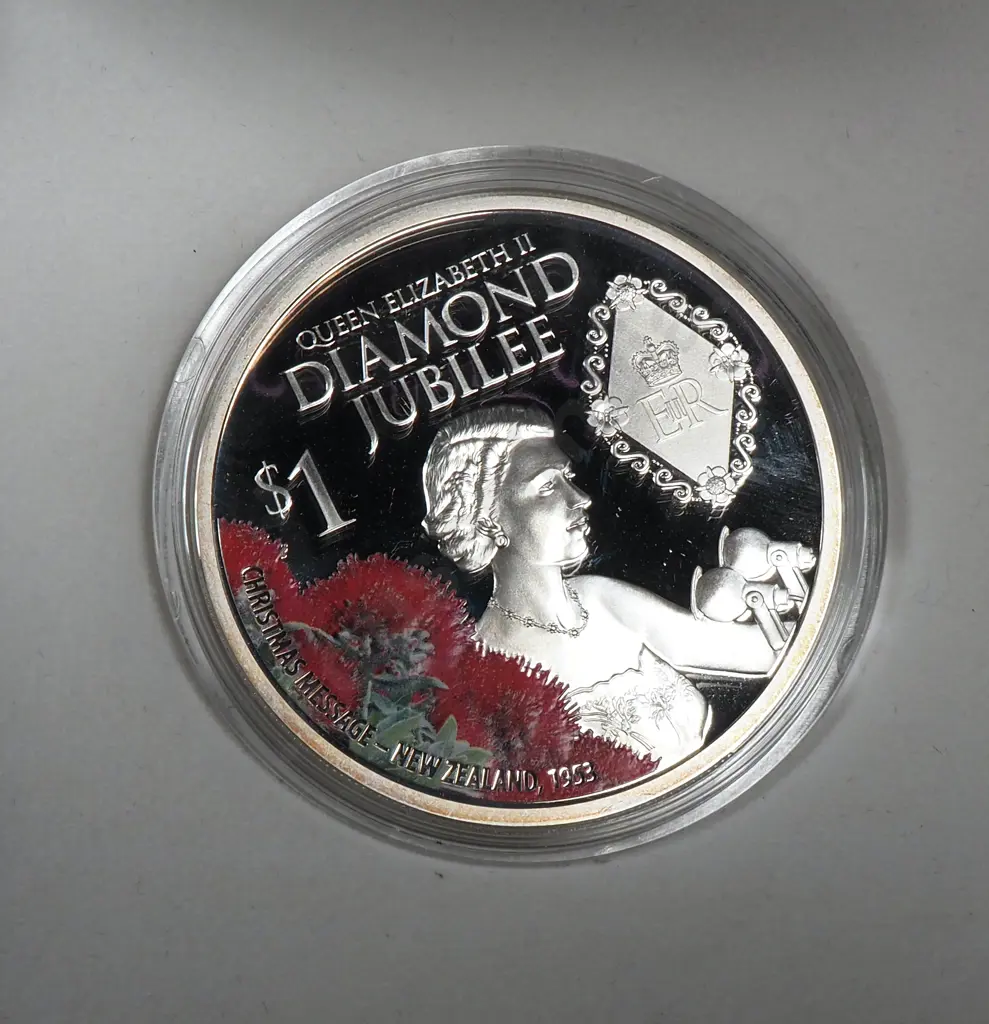 QUEEN ELIZABETH II
DIAMOND
JUBILEE
$1
EIIR
CHRISTMAS MESSAGE – NEW ZEALAND, 1953